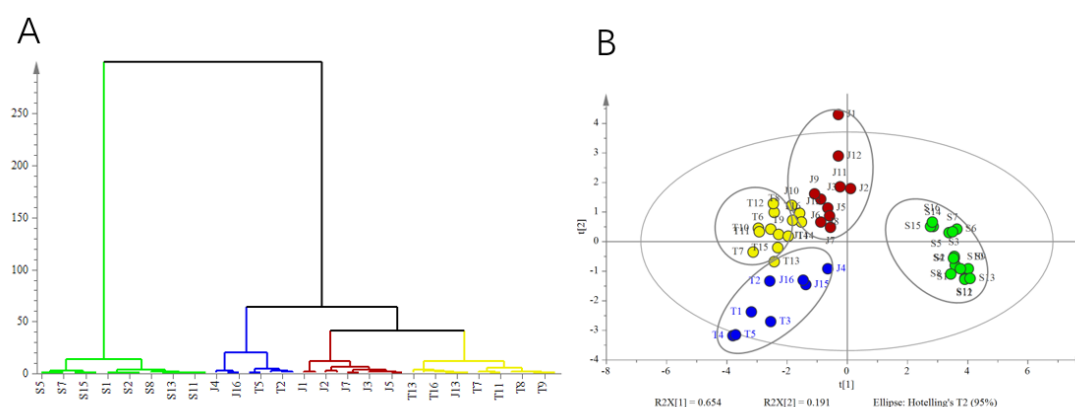 A
B
250
200
150
100
50
0
S5 S7 S15 S1 S2 S8 S13 S11 J4 J16 T5 T2 J1 J2 J7 J3 J5 T13 T16 J13 T7 T11 T8 T9
t[2]
4
3
2
1
0
-1
-2
-3
-4
J1
J12
J11
J9
J2
J10
T12
J5
T6
J6
T9
T10
T11
J7
T7
T15
T13
J4
T2
J16
J15
T1
T3
T4
T5
S16
S14
S15
S7
S6
S5
S3
S13
-8 -6 -4 -2 0 2 4 6 8
t[1]
R2X[1] = 0.654 R2X[2] = 0.191 Ellipse: Hotelling's T2 (95%)